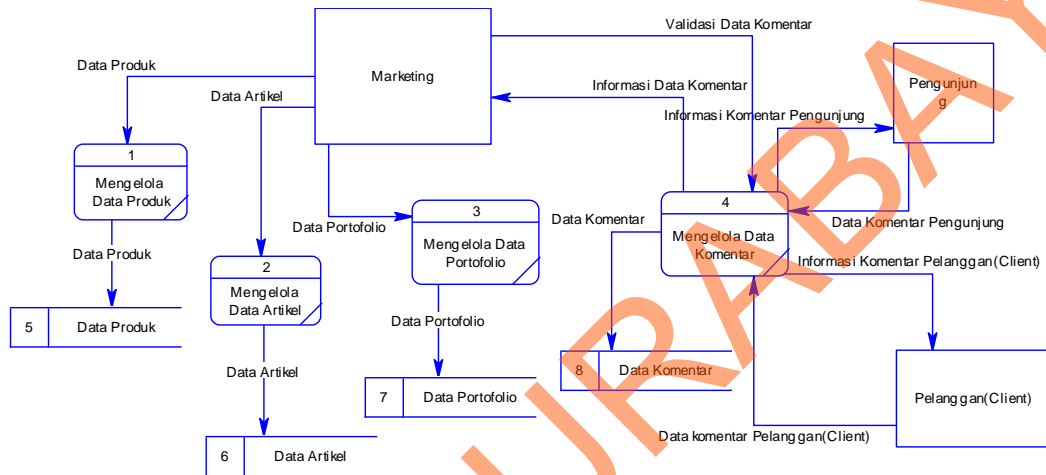 Validasi Data Komentar
Data Produk
Marketing
Data Artikel
Informasi Data Komentar
Pengunjun
g
Informasi Komentar Pengunjung
1
Mengelola
Data Produk
Data Portofolio
3
Mengelola Data
Portofolio
Data Komentar
4
Mengelola Data
Komentar
Data Komentar Pengunjung
Data Produk
2
Mengelola
Data Artikel
Informasi Komentar Pelanggan(Client)
5
Data Produk
Data Portofolio
Data Artikel
8
Data Komentar
7
Data Portofolio
Pelanggan(Client)
Data komentar Pelanggan(Client)
6
Data Artikel
URABAY